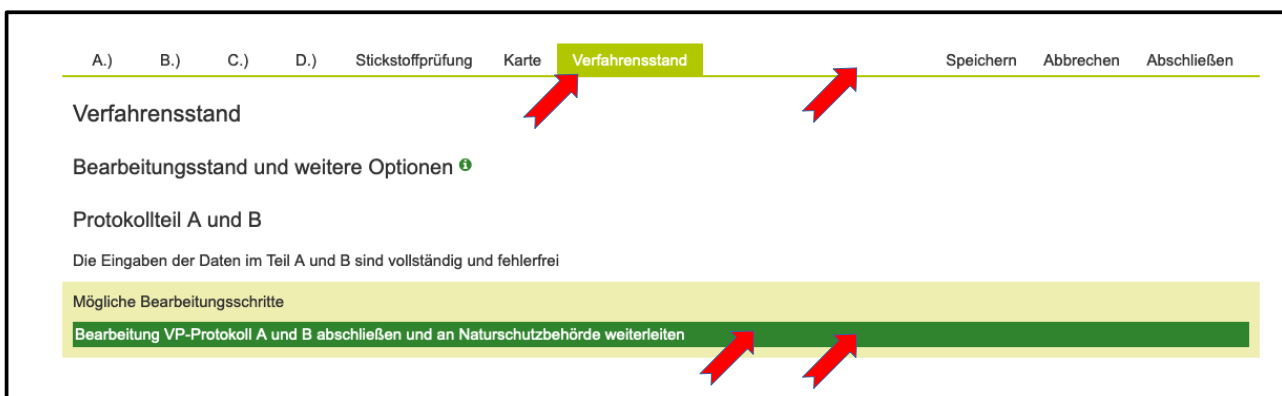 A.) B.) C.) D.) Stickstoffprüfung Karte Verfahrensstand Speichern Abbrechen Abschließen
Verfahrensstand
Bearbeitungsstand und weitere Optionen
Protokollteil A und B
Die Eingaben der Daten im Teil A und B sind vollständig und fehlerfrei
Mögliche Bearbeitungsschritte
Bearbeitung VP-Protokoll A und B abschließen und an Naturschutzbehörde weiterleiten